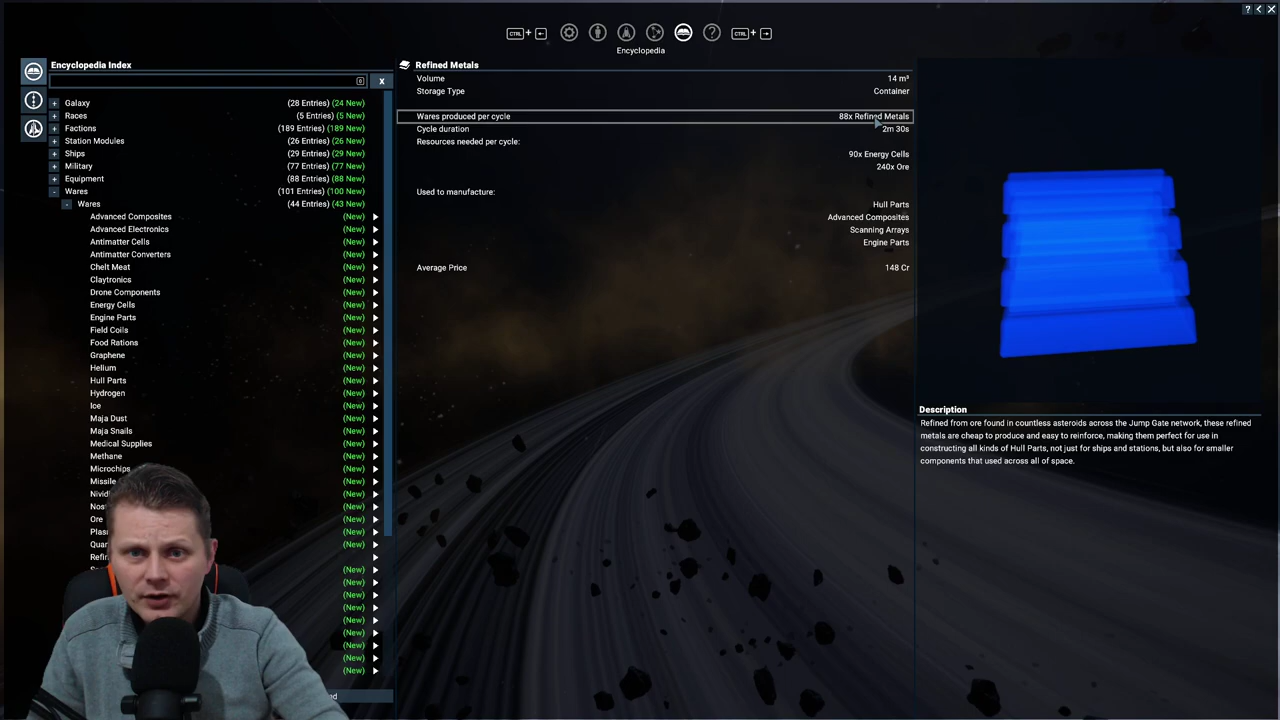 ? < X
CTRL + ← ? CTRL + →
Encyclopedia
Encyclopedia Index
x
Galaxy (28 Entries) (24 New)
Races (5 Entries) (5 New)
Factions (189 Entries) (189 New)
Station Modules (26 Entries) (26 New)
Ships (29 Entries) (29 New)
Military (77 Entries) (77 New)
Equipment (88 Entries) (88 New)
Wares (101 Entries) (100 New)
Wares (44 Entries) (43 New)
Advanced Composites (New)
Advanced Electronics (New)
Antimatter Cells (New)
Antimatter Converters (New)
Chelt Meat (New)
Claytronics (New)
Drone Components (New)
Energy Cells (New)
Engine Parts (New)
Field Coils (New)
Food Rations (New)
Graphene (New)
Helium (New)
Hull Parts (New)
Hydrogen (New)
Ice (New)
Maja Dust (New)
Maja Snails (New)
Medical Supplies (New)
Methane (New)
Microchips (New)
Missile (New)
Nivid (New)
Nost (New)
Ore (New)
Plas (New)
Quan (New)
Refi
(New)
(New)
(New)
(New)
(New)
(New)
(New)
(New)
(New)
Refined Metals
Volume 14 m³
Storage Type Container
Wares produced per cycle 88x Refined Metals
Cycle duration 2m 30s
Resources needed per cycle:
90x Energy Cells
240x Ore
Used to manufacture:
Hull Parts
Advanced Composites
Scanning Arrays
Engine Parts
Average Price 148 Cr
Description
Refined from ore found in countless asteroids across the Jump Gate network, these refined
metals are cheap to produce and easy to reinforce, making them perfect for use in
constructing all kinds of Hull Parts, not just for ships and stations, but also for smaller
components that used across all of space.